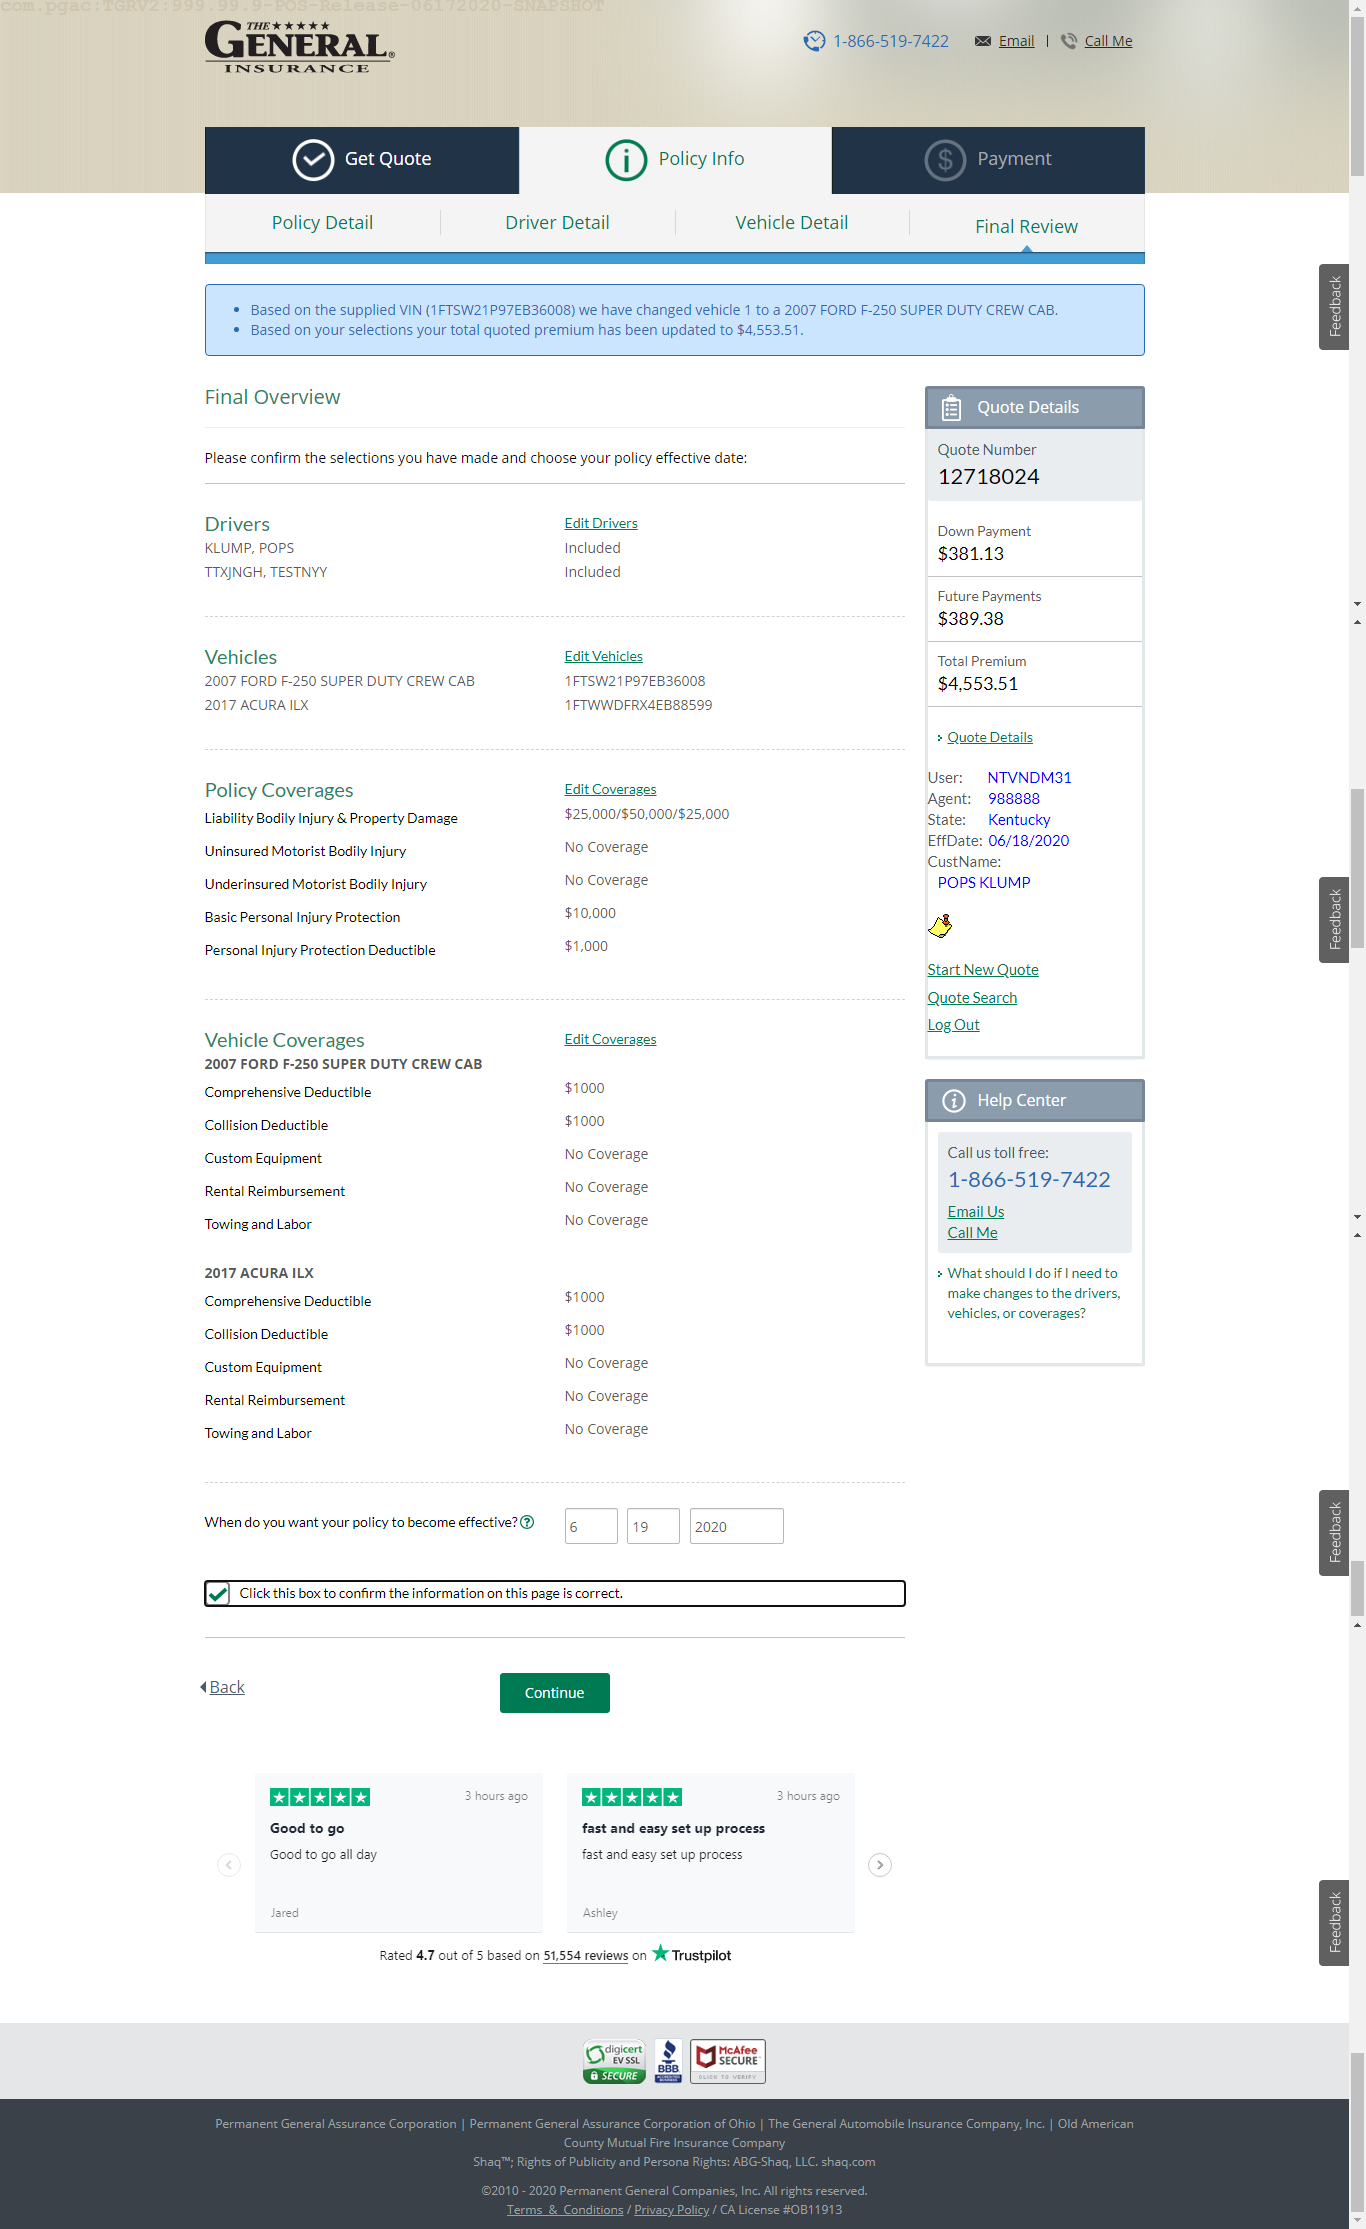 com.pgac:TGRV2:999.99.9-POS-Release-06172020-SNAPSHOT
THE
GENERAL®
INSURANCE
1-866-519-7422
Email | Call Me
Get Quote
Policy Info
Payment
Policy Detail
Driver Detail
Vehicle Detail
Final Review
• Based on the supplied VIN (1FTSW21P97EB36008) we have changed vehicle 1 to a 2007 FORD F-250 SUPER DUTY CREW CAB.
• Based on your selections your total quoted premium has been updated to $4,553.51.
Final Overview
Please confirm the selections you have made and choose your policy effective date:
Drivers Edit Drivers
KLUMP, POPS Included
TTXJNGH, TESTNYY Included
Vehicles Edit Vehicles
2007 FORD F-250 SUPER DUTY CREW CAB 1FTSW21P97EB36008
2017 ACURA ILX 1FTWWDFRX4EB88599
Policy Coverages Edit Coverages
Liability Bodily Injury & Property Damage $25,000/$50,000/$25,000
Uninsured Motorist Bodily Injury No Coverage
Underinsured Motorist Bodily Injury No Coverage
Basic Personal Injury Protection $10,000
Personal Injury Protection Deductible $1,000
Vehicle Coverages Edit Coverages
2007 FORD F-250 SUPER DUTY CREW CAB
Comprehensive Deductible $1000
Collision Deductible $1000
Custom Equipment No Coverage
Rental Reimbursement No Coverage
Towing and Labor No Coverage
2017 ACURA ILX
Comprehensive Deductible $1000
Collision Deductible $1000
Custom Equipment No Coverage
Rental Reimbursement No Coverage
Towing and Labor No Coverage
When do you want your policy to become effective? 6 19 2020
Click this box to confirm the information on this page is correct.
Back
Continue
Quote Details
Quote Number
12718024
Down Payment
$381.13
Future Payments
$389.38
Total Premium
$4,553.51
Quote Details
User: NTVNDM31
Agent: 988888
State: Kentucky
EffDate: 06/18/2020
CustName:
POPS KLUMP
Start New Quote
Quote Search
Log Out
Help Center
Call us toll free:
1-866-519-7422
Email Us
Call Me
What should I do if I need to
make changes to the drivers,
vehicles, or coverages?
Feedback
Feedback
Feedback
Feedback
3 hours ago
Good to go
Good to go all day
Jared
3 hours ago
fast and easy set up process
fast and easy set up process
Ashley
Rated 4.7 out of 5 based on 51,554 reviews on Trustpilot
digicert
EV SSL
SECURE
BBB
ACCREDITED
BUSINESS
McAfee
SECURE
CLICK TO VERIFY
Permanent General Assurance Corporation | Permanent General Assurance Corporation of Ohio | The General Automobile Insurance Company, Inc. | Old American
County Mutual Fire Insurance Company
Shaq™; Rights of Publicity and Persona Rights: ABG-Shaq, LLC. shaq.com
©2010 - 2020 Permanent General Companies, Inc. All rights reserved.
Terms & Conditions / Privacy Policy / CA License #OB11913